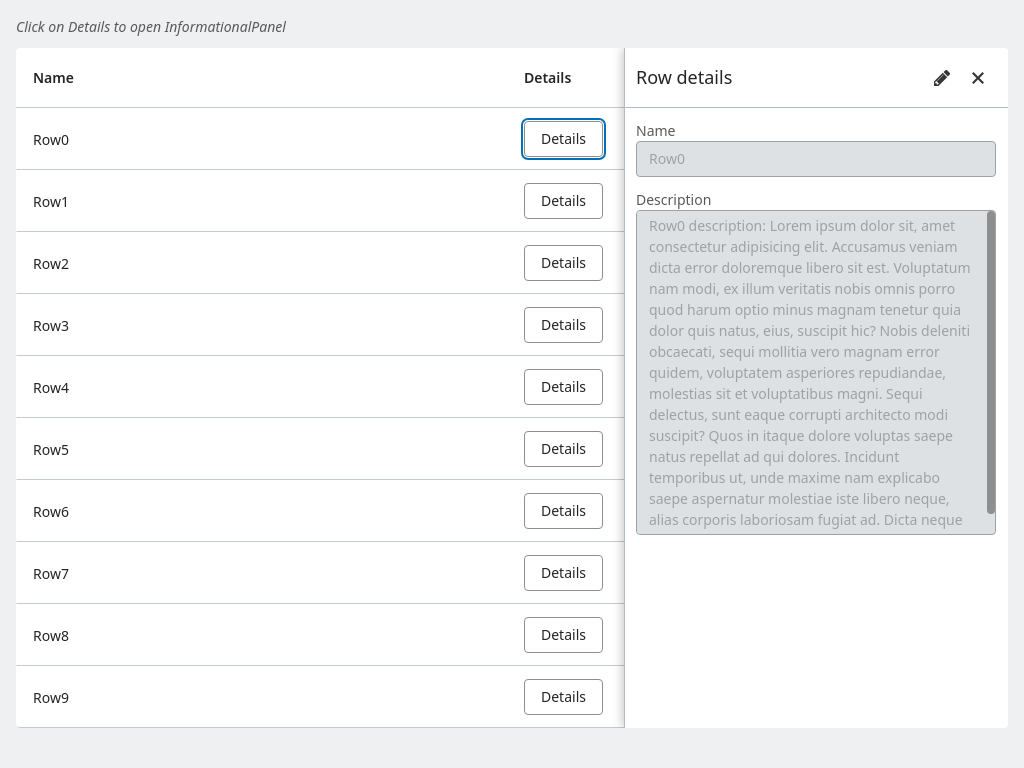 Click on Details to open InformationalPanel
Name Details
Row0 Details
Row1 Details
Row2 Details
Row3 Details
Row4 Details
Row5 Details
Row6 Details
Row7 Details
Row8 Details
Row9 Details
Row details
Name
Row0
Description
Row0 description: Lorem ipsum dolor sit, amet
consectetur adipisicing elit. Accusamus veniam
dicta error doloremque libero sit est. Voluptatum
nam modi, ex illum veritatis nobis omnis porro
quod harum optio minus magnam tenetur quia
dolor quis natus, eius, suscipit hic? Nobis deleniti
obcaecati, sequi mollitia vero magnam error
quidem, voluptatem asperiores repudiandae,
molestias sit et voluptatibus magni. Sequi
delectus, sunt eaque corrupti architecto modi
suscipit? Quos in itaque dolore voluptas saepe
natus repellat ad qui dolores. Incidunt
temporibus ut, unde maxime nam explicabo
saepe aspernatur molestiae iste libero neque,
alias corporis laboriosam fugiat ad. Dicta neque